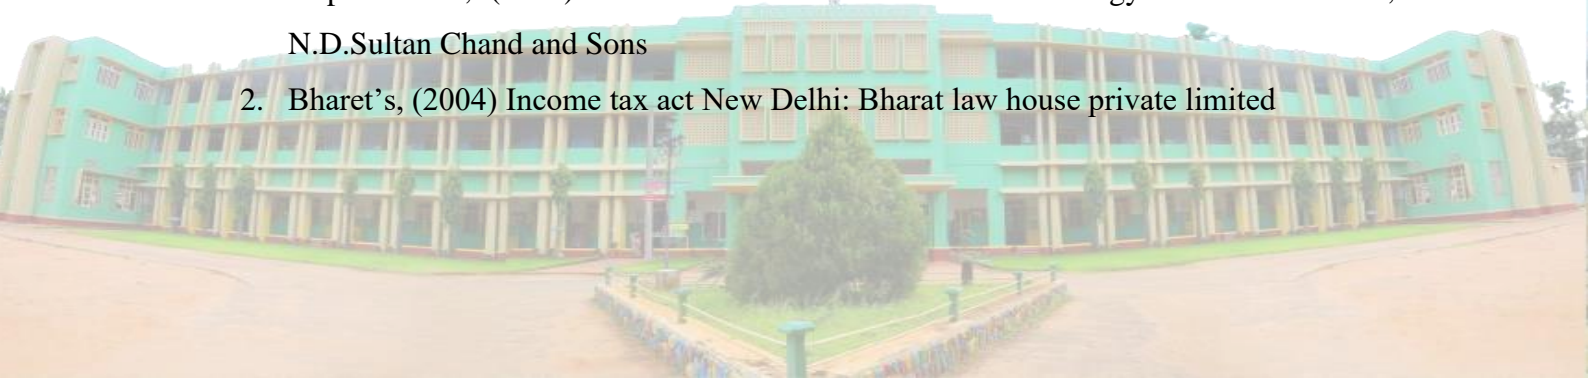 N.D.Sultan Chand and Sons
2. Bharet’s, (2004) Income tax act New Delhi: Bharat law house private limited